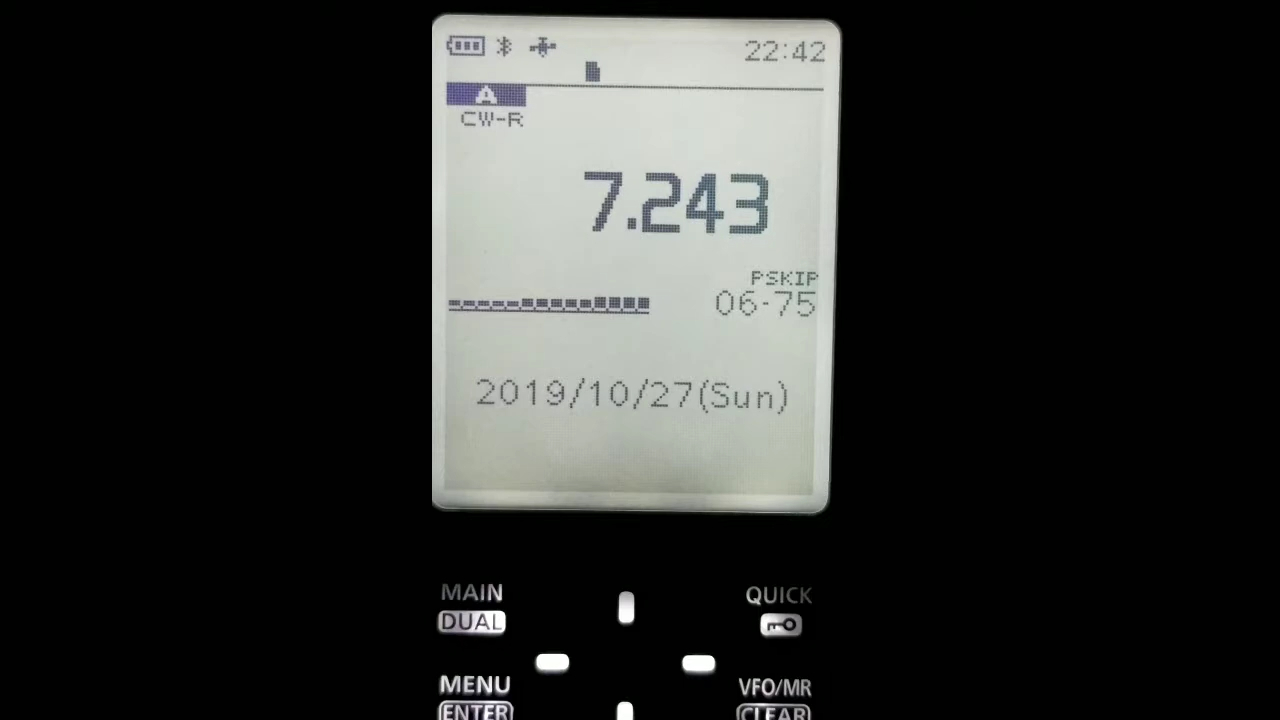 22:42
A
CW-R
7.243
PSKIP
06-75
2019/10/27(Sun)
MAIN
DUAL
QUICK
MENU
ENTER
VFO/MR
CLEAR